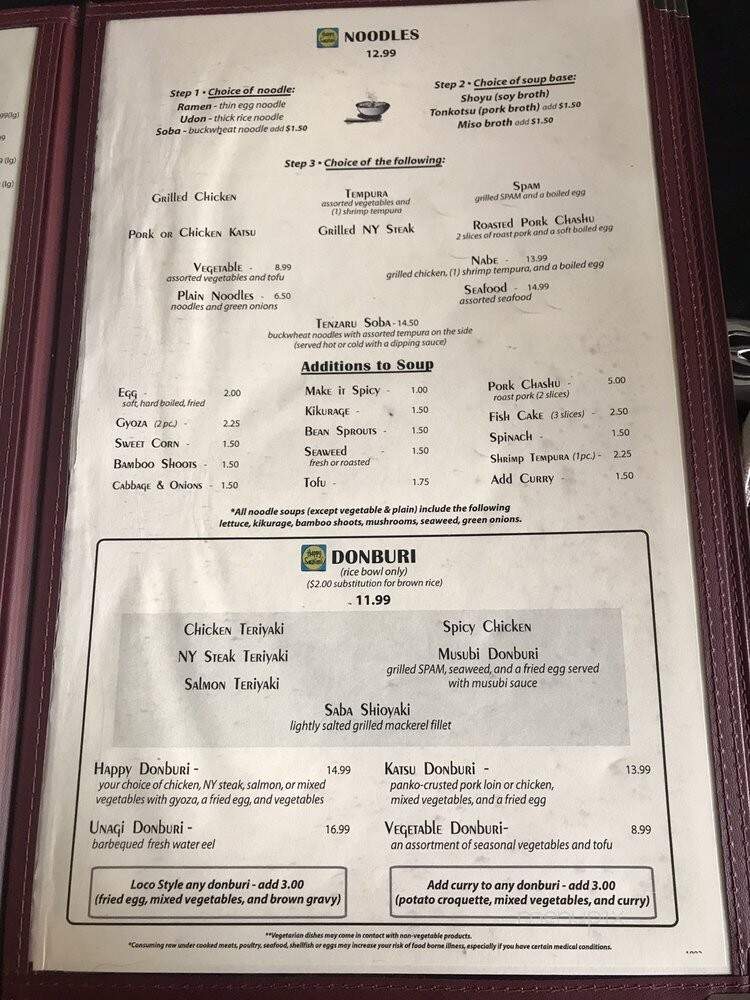 NOODLES
12.99
Step 1 • Choice of noodle:
Ramen - thin egg noodle
Udon - thick rice noodle
Soba - buckwheat noodle add $1.50
Step 2 • Choice of soup base:
Shoyu (soy broth)
Tonkotsu (pork broth) add $1.50
Miso broth add $1.50
Step 3 • Choice of the following:
Grilled Chicken
Tempura
assorted vegetables and
(1) shrimp tempura
Spam
grilled SPAM and a boiled egg
Pork or Chicken Katsu
Grilled NY Steak
Roasted Pork Chashu
2 slices of roast pork and a soft boiled egg
Vegetable - 8.99
assorted vegetables and tofu
Nabe - 13.99
grilled chicken, (1) shrimp tempura, and a boiled egg
Plain Noodles - 6.50
noodles and green onions
Seafood - 14.99
assorted seafood
Tenzaru Soba - 14.50
buckwheat noodles with assorted tempura on the side
(served hot or cold with a dipping sauce)
Additions to Soup
Egg - 2.00
soft, hard boiled, fried
Gyoza (2 pc.) - 2.25
Sweet Corn - 1.50
Bamboo Shoots - 1.50
Cabbage & Onions - 1.50
Make it Spicy - 1.00
Kikurage - 1.50
Bean Sprouts - 1.50
Seaweed 1.50
fresh or roasted
Tofu - 1.75
Pork Chashu - 5.00
roast pork (2 slices)
Fish Cake (3 slices) - 2.50
Spinach - 1.50
Shrimp Tempura (1pc.) - 2.25
Add Curry - 1.50
*All noodle soups (except vegetable & plain) include the following
lettuce, kikurage, bamboo shoots, mushrooms, seaweed, green onions.
DONBURI
(rice bowl only)
($2.00 substitution for brown rice)
- 11.99
Chicken Teriyaki
NY Steak Teriyaki
Salmon Teriyaki
Spicy Chicken
Musubi Donburi
grilled SPAM, seaweed, and a fried egg served
with musubi sauce
Saba Shioyaki
lightly salted grilled mackerel fillet
Happy Donburi - 14.99
your choice of chicken, NY steak, salmon, or mixed
vegetables with gyoza, a fried egg, and vegetables
Katsu Donburi - 13.99
panko-crusted pork loin or chicken,
mixed vegetables, and a fried egg
Unagi Donburi - 16.99
barbequed fresh water eel
Vegetable Donburi- 8.99
an assortment of seasonal vegetables and tofu
Loco Style any donburi - add 3.00
(fried egg, mixed vegetables, and brown gravy)
Add curry to any donburi - add 3.00
(potato croquette, mixed vegetables, and curry)
**Vegetarian dishes may come in contact with non-vegetable products.
*Consuming raw under cooked meats, poultry, seafood, shellfish or eggs may increase your risk of food borne illness, especially if you have certain medical conditions.